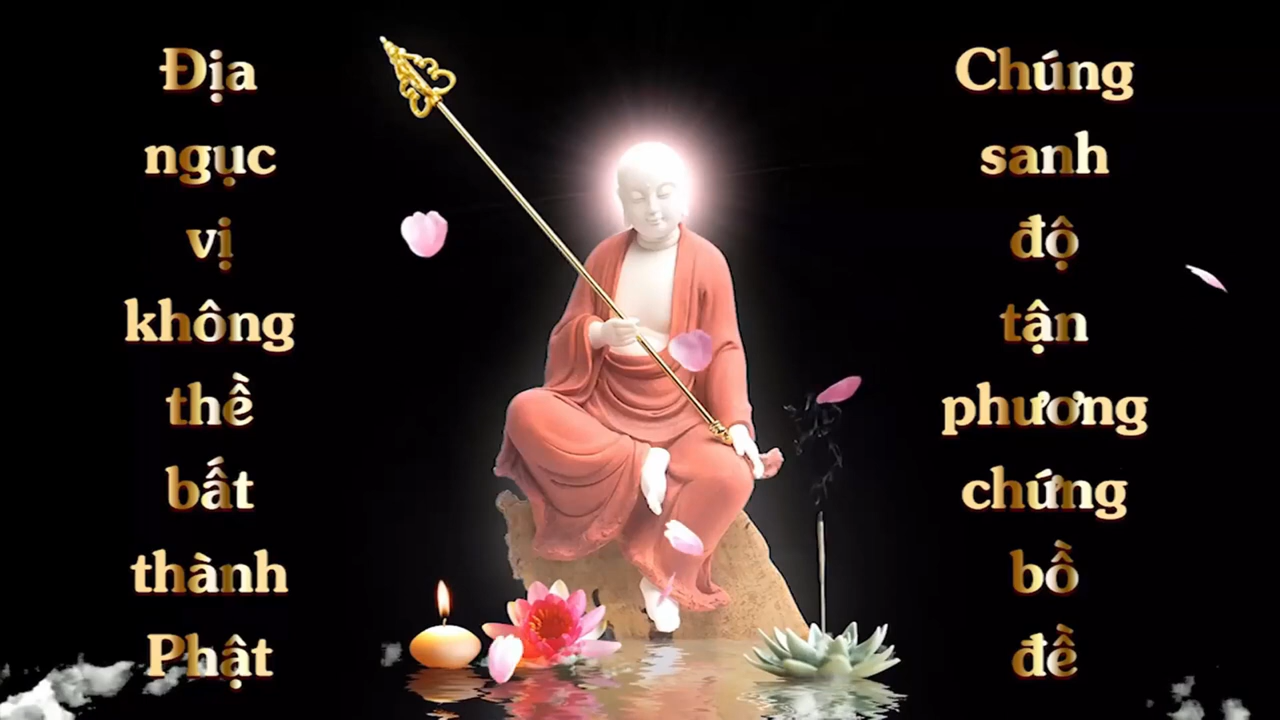 Địa
ngục
vị
không
thề
bất
thành
Phật
Chúng
sanh
độ
tận
phương
chứng
bồ
đề